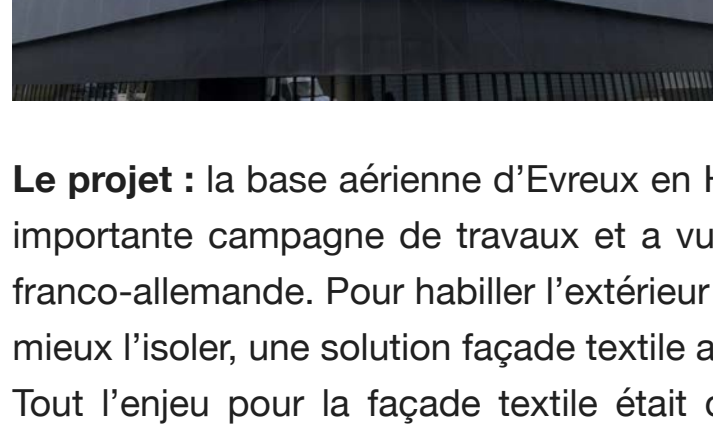 Le projet : la base aérienne d’Evreux en
importante campagne de travaux et a vu
franco-allemande. Pour habiller l’extérieur
mieux l’isoler, une solution façade textile a
Tout l’enjeu pour la façade textile était